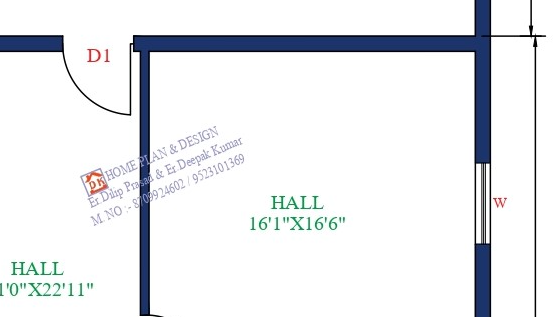 D1
DK HOME PLAN & DESIGN
Er Dilip Prasad & Er Deepak Kumar
M. NO :- 8709924602 / 9523101369
HALL
16'1"X16'6"
W
HALL
1'0"X22'11"